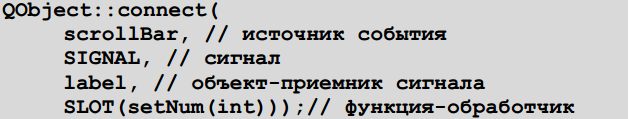 QObject::connect(
scrollBar, // источник события
SIGNAL, // сигнал
label, // объект-приемник сигнала
SLOT(setNum(int)));// функция-обработчик